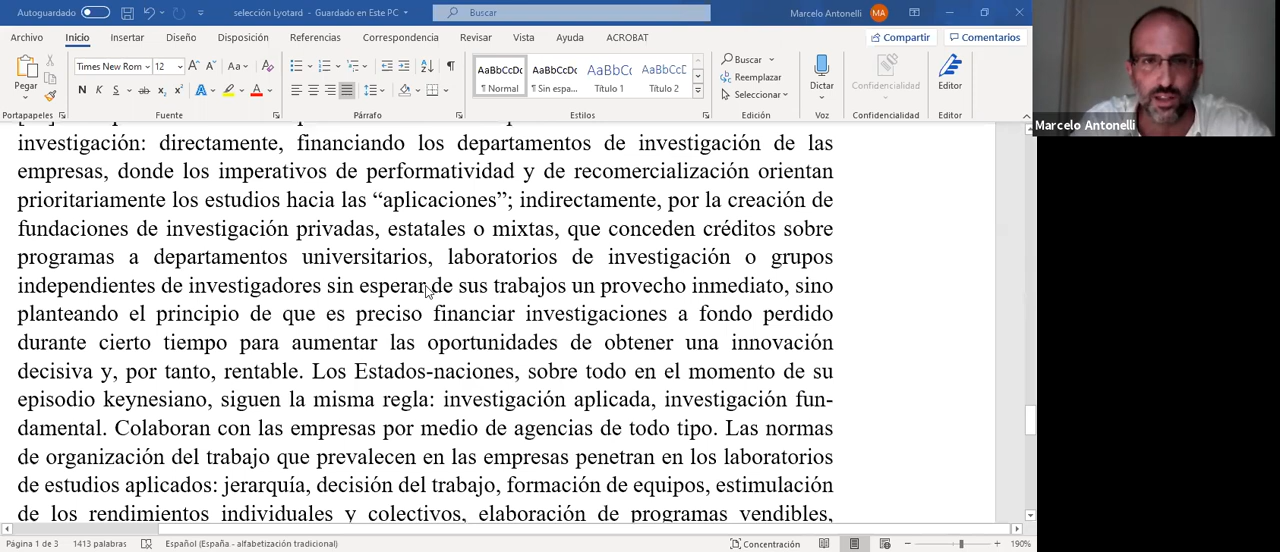 Autoguardado
selección Lyotard - Guardado en Este PC
Buscar
Marcelo Antonelli
MA
Archivo Inicio Insertar Diseño Disposición Referencias Correspondencia Revisar Vista Ayuda ACROBAT
Compartir
Comentarios
Pegar
Times New Rom
12
N K S ab x₂ x²
AaBbCcDc
AaBbCcDc
AaBbCc
AaBbCcD
¶ Normal
¶ Sin espa...
Título 1
Título 2
Buscar
Reemplazar
Seleccionar
Dictar
Confidencialidad
Editor
Portapapeles Fuente Párrafo Estilos Edición Voz Confidencialidad Editor
investigación: directamente, financiando los departamentos de investigación de las
empresas, donde los imperativos de performatividad y de recomercialización orientan
prioritariamente los estudios hacia las “aplicaciones”; indirectamente, por la creación de
fundaciones de investigación privadas, estatales o mixtas, que conceden créditos sobre
programas a departamentos universitarios, laboratorios de investigación o grupos
independientes de investigadores sin esperar de sus trabajos un provecho inmediato, sino
planteando el principio de que es preciso financiar investigaciones a fondo perdido
durante cierto tiempo para aumentar las oportunidades de obtener una innovación
decisiva y, por tanto, rentable. Los Estados-naciones, sobre todo en el momento de su
episodio keynesiano, siguen la misma regla: investigación aplicada, investigación fun-
damental. Colaboran con las empresas por medio de agencias de todo tipo. Las normas
de organización del trabajo que prevalecen en las empresas penetran en los laboratorios
de estudios aplicados: jerarquía, decisión del trabajo, formación de equipos, estimulación
de los rendimientos individuales y colectivos, elaboración de programas vendibles,
Página 1 de 3 1413 palabras Español (España - alfabetización tradicional) Concentración 190%
Marcelo Antonelli